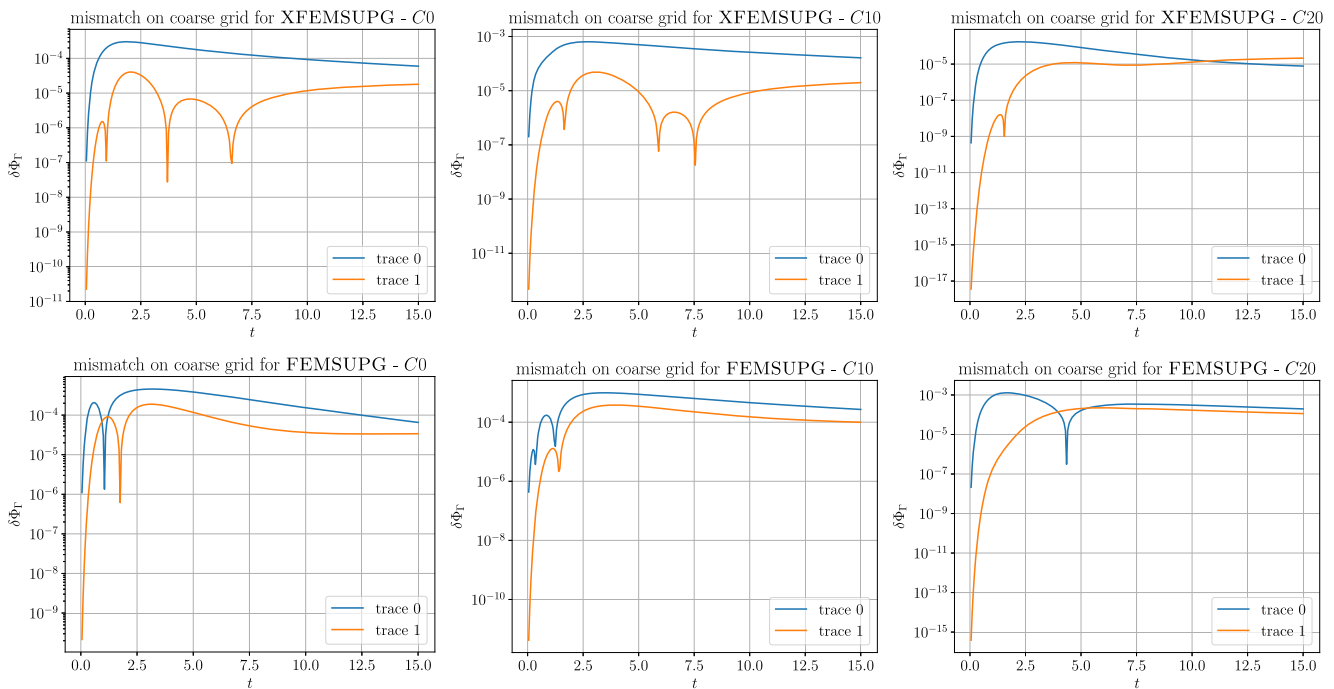 mismatch on coarse grid for XFEMSUPG - C0
δΦ_Γ
10⁻⁴
10⁻⁵
10⁻⁶
10⁻⁷
10⁻⁸
10⁻⁹
10⁻¹⁰
10⁻¹¹
0.0 2.5 5.0 7.5 10.0 12.5 15.0
t
trace 0
trace 1
mismatch on coarse grid for XFEMSUPG - C10
δΦ_Γ
10⁻³
10⁻⁵
10⁻⁷
10⁻⁹
10⁻¹¹
0.0 2.5 5.0 7.5 10.0 12.5 15.0
t
trace 0
trace 1
mismatch on coarse grid for XFEMSUPG - C20
δΦ_Γ
10⁻⁵
10⁻⁷
10⁻⁹
10⁻¹¹
10⁻¹³
10⁻¹⁵
10⁻¹⁷
0.0 2.5 5.0 7.5 10.0 12.5 15.0
t
trace 0
trace 1
mismatch on coarse grid for FEMSUPG - C0
δΦ_Γ
10⁻⁴
10⁻⁵
10⁻⁶
10⁻⁷
10⁻⁸
10⁻⁹
0.0 2.5 5.0 7.5 10.0 12.5 15.0
t
trace 0
trace 1
mismatch on coarse grid for FEMSUPG - C10
δΦ_Γ
10⁻⁴
10⁻⁶
10⁻⁸
10⁻¹⁰
0.0 2.5 5.0 7.5 10.0 12.5 15.0
t
trace 0
trace 1
mismatch on coarse grid for FEMSUPG - C20
δΦ_Γ
10⁻³
10⁻⁵
10⁻⁷
10⁻⁹
10⁻¹¹
10⁻¹³
10⁻¹⁵
0.0 2.5 5.0 7.5 10.0 12.5 15.0
t
trace 0
trace 1